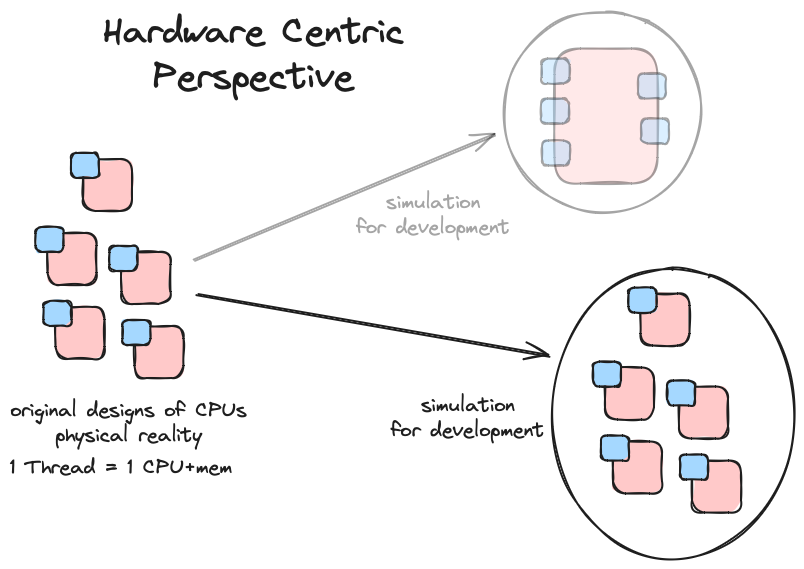 Hardware Centric
Perspective
simulation
for development
simulation
for development
original designs of CPUs
physical reality
1 Thread = 1 CPU+mem